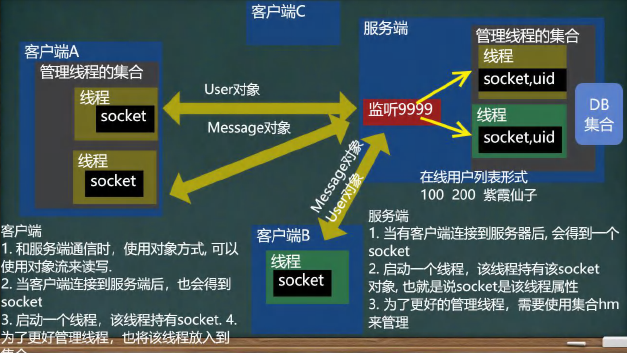 客户端C
客户端A
管理线程的集合
线程
socket
线程
socket
User对象
Message对象
服务端
监听9999
管理线程的集合
线程
socket,uid
线程
socket,uid
DB
集合
在线用户列表形式
100 200 紫霞仙子
Message对象
User对象
客户端B
线程
socket
客户端
1. 和服务端通信时，使用对象方式, 可以
使用对象流来读写.
2. 当客户端连接到服务端后，也会得到
socket
3. 启动一个线程，该线程持有socket. 4.
为了更好管理线程，也将该线程放入到
集合
服务端
1. 当有客户端连接到服务器后, 会得到一个
socket
2. 启动一个线程，该线程持有该socket
对象, 也就是说socket是该线程属性
3. 为了更好的管理线程，需要使用集合hm
来管理